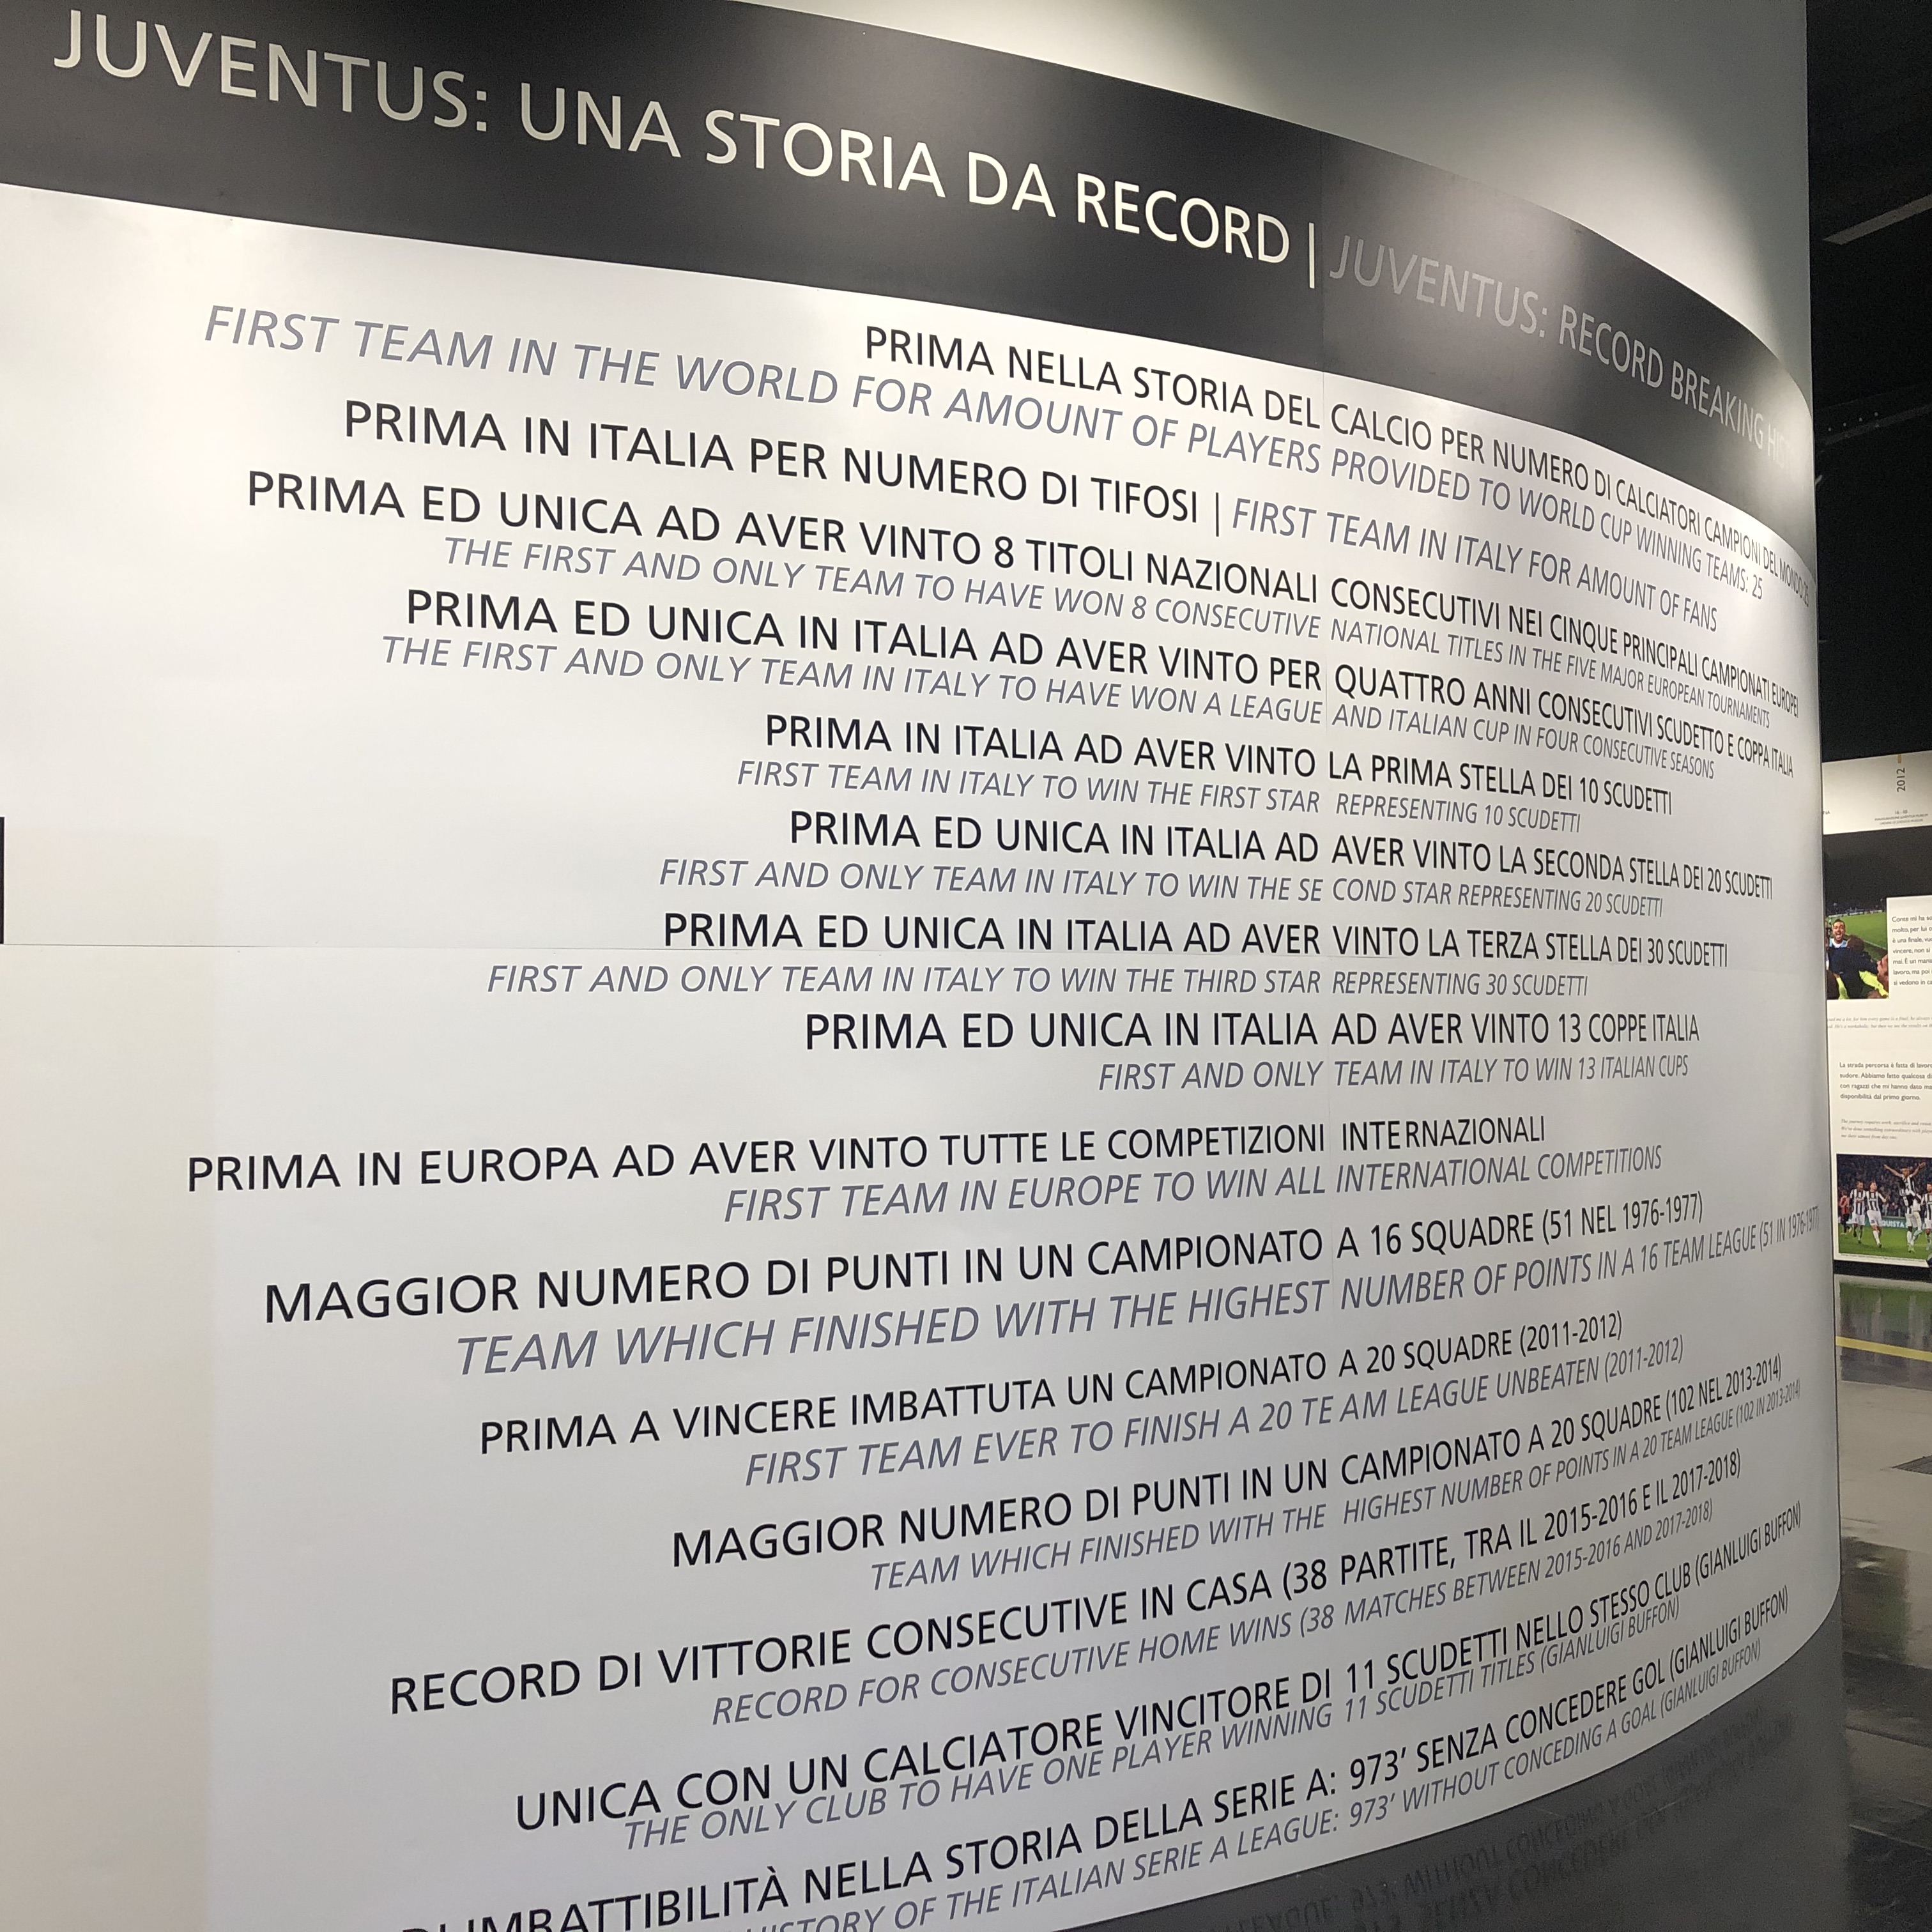 JUVENTUS: UNA STORIA DA RECORD | JUVENTUS: RECORD BREAKING
PRIMA NELLA STORIA DEL CALCIO PER NUMERO DI CALCIATORI CAMPIONI DEL MONDO: 25
FIRST TEAM IN THE WORLD FOR AMOUNT OF PLAYERS PROVIDED TO WORLD CUP WINNING TEAMS: 25
PRIMA IN ITALIA PER NUMERO DI TIFOSI | FIRST TEAM IN ITALY FOR AMOUNT OF FANS
PRIMA ED UNICA AD AVER VINTO 8 TITOLI NAZIONALI CONSECUTIVI NEI CINQUE PRINCIPALI CAMPIONATI EUROPEI
THE FIRST AND ONLY TEAM TO HAVE WON 8 CONSECUTIVE NATIONAL TITLES IN THE FIVE MAJOR EUROPEAN TOURNAMENTS
PRIMA ED UNICA IN ITALIA AD AVER VINTO PER QUATTRO ANNI CONSECUTIVI SCUDETTO E COPPA ITALIA
THE FIRST AND ONLY TEAM IN ITALY TO HAVE WON A LEAGUE AND ITALIAN CUP IN FOUR CONSECUTIVE SEASONS
PRIMA IN ITALIA AD AVER VINTO LA PRIMA STELLA DEI 10 SCUDETTI
FIRST TEAM IN ITALY TO WIN THE FIRST STAR REPRESENTING 10 SCUDETTI
PRIMA ED UNICA IN ITALIA AD AVER VINTO LA SECONDA STELLA DEI 20 SCUDETTI
FIRST AND ONLY TEAM IN ITALY TO WIN THE SE COND STAR REPRESENTING 20 SCUDETTI
PRIMA ED UNICA IN ITALIA AD AVER VINTO LA TERZA STELLA DEI 30 SCUDETTI
FIRST AND ONLY TEAM IN ITALY TO WIN THE THIRD STAR REPRESENTING 30 SCUDETTI
PRIMA ED UNICA IN ITALIA AD AVER VINTO 13 COPPE ITALIA
FIRST AND ONLY TEAM IN ITALY TO WIN 13 ITALIAN CUPS
PRIMA IN EUROPA AD AVER VINTO TUTTE LE COMPETIZIONI INTERNAZIONALI
FIRST TEAM IN EUROPE TO WIN ALL INTERNATIONAL COMPETITIONS
MAGGIOR NUMERO DI PUNTI IN UN CAMPIONATO A 16 SQUADRE (51 NEL 1976-1977)
TEAM WHICH FINISHED WITH THE HIGHEST NUMBER OF POINTS IN A 16 TEAM LEAGUE (51 IN 1976-1977)
PRIMA A VINCERE IMBATTUTA UN CAMPIONATO A 20 SQUADRE (2011-2012)
FIRST TEAM EVER TO FINISH A 20 TE AM LEAGUE UNBEATEN (2011-2012)
MAGGIOR NUMERO DI PUNTI IN UN CAMPIONATO A 20 SQUADRE (102 NEL 2013-2014)
TEAM WHICH FINISHED WITH THE HIGHEST NUMBER OF POINTS IN A 20 TEAM LEAGUE (102 IN 2013-2014)
RECORD DI VITTORIE CONSECUTIVE IN CASA (38 PARTITE, TRA IL 2015-2016 E IL 2017-2018)
RECORD FOR CONSECUTIVE HOME WINS (38 MATCHES BETWEEN 2015-2016 AND 2017-2018)
UNICA CON UN CALCIATORE VINCITORE DI 11 SCUDETTI NELLO STESSO CLUB (GIANLUIGI BUFFON)
THE ONLY CLUB TO HAVE ONE PLAYER WINNING 11 SCUDETTI TITLES (GIANLUIGI BUFFON)
IMBATTIBILITÀ NELLA STORIA DELLA SERIE A: 973' SENZA CONCEDERE GOL (GIANLUIGI BUFFON)
HISTORY OF THE ITALIAN SERIE A LEAGUE: 973' WITHOUT CONCEDING A GOAL (GIANLUIGI BUFFON)
2012